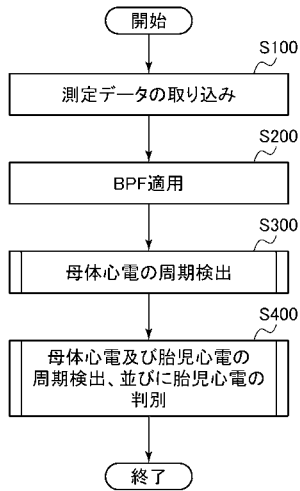 開始
S100
測定データの取り込み
S200
BPF適用
S300
母体心電の周期検出
S400
母体心電及び胎児心電の
周期検出、並びに胎児心電の
判別
終了